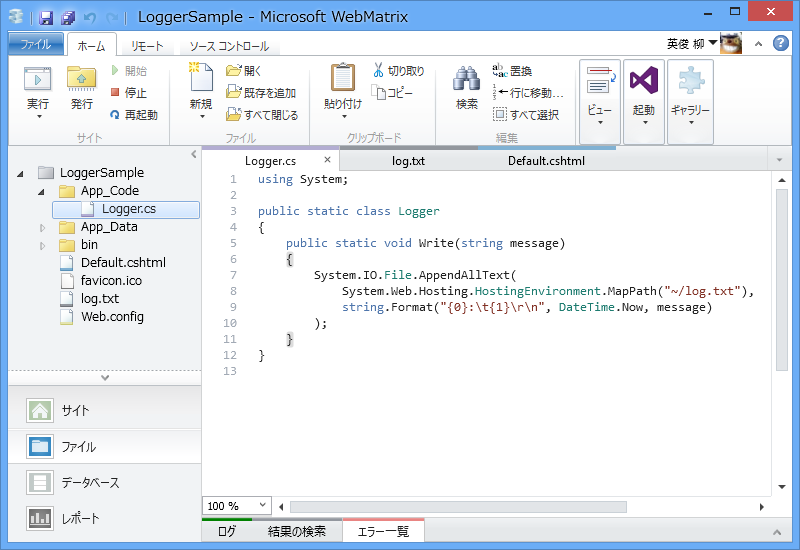 LoggerSample - Microsoft WebMatrix
ファイル ホーム リモート ソース コントロール 英俊 柳
実行 発行 開始 停止 再起動 新規 開く 既存を追加 すべて閉じる 貼り付け 切り取り コピー 検索 置換 行に移動... すべて選択 ビュー 起動 ギャラリー
サイト ファイル クリップボード 編集
LoggerSample
App_Code
Logger.cs
App_Data
bin
Default.cshtml
favicon.ico
log.txt
Web.config
サイト
ファイル
データベース
レポート
Logger.cs × log.txt Default.cshtml
1 using System;
2
3 public static class Logger
4 {
5 public static void Write(string message)
6 {
7 System.IO.File.AppendAllText(
8 System.Web.Hosting.HostingEnvironment.MapPath("~/log.txt"),
9 string.Format("{0}:\t{1}\r\n", DateTime.Now, message)
10 );
11 }
12 }
13
100 %
ログ 結果の検索 エラー一覧